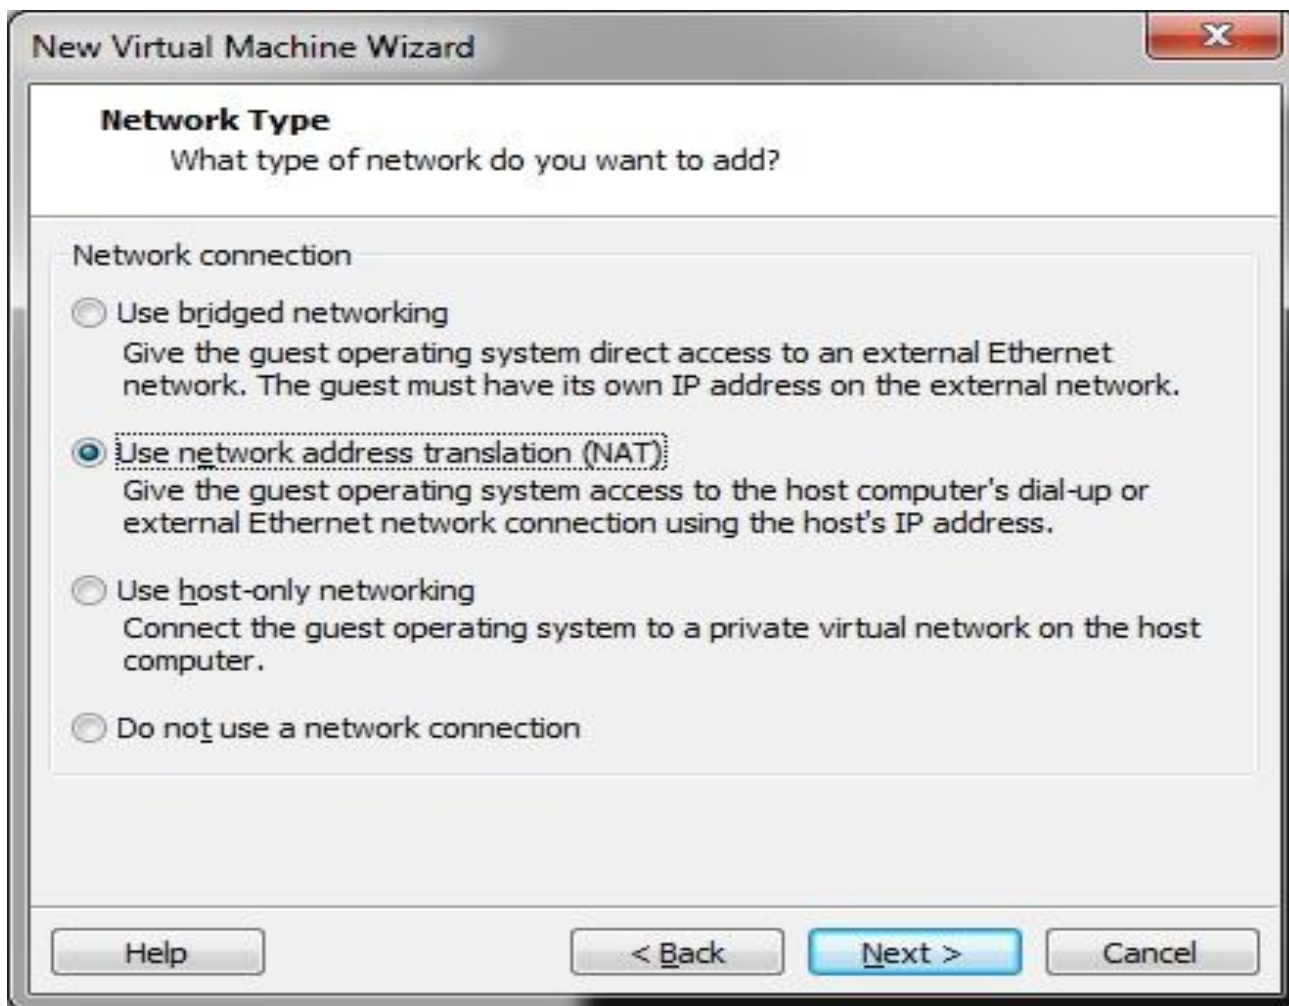 New Virtual Machine Wizard
Network Type
What type of network do you want to add?
Network connection
Use bridged networking
Give the guest operating system direct access to an external Ethernet
network. The guest must have its own IP address on the external network.
Use network address translation (NAT)
Give the guest operating system access to the host computer's dial-up or
external Ethernet network connection using the host's IP address.
Use host-only networking
Connect the guest operating system to a private virtual network on the host
computer.
Do not use a network connection
Help < Back Next > Cancel